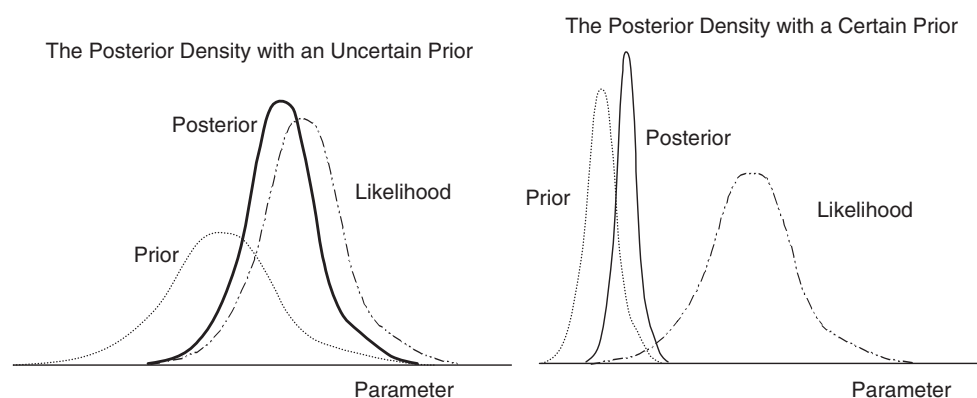 The Posterior Density with an Uncertain Prior
Posterior
Likelihood
Prior
Parameter
The Posterior Density with a Certain Prior
Posterior
Prior
Likelihood
Parameter